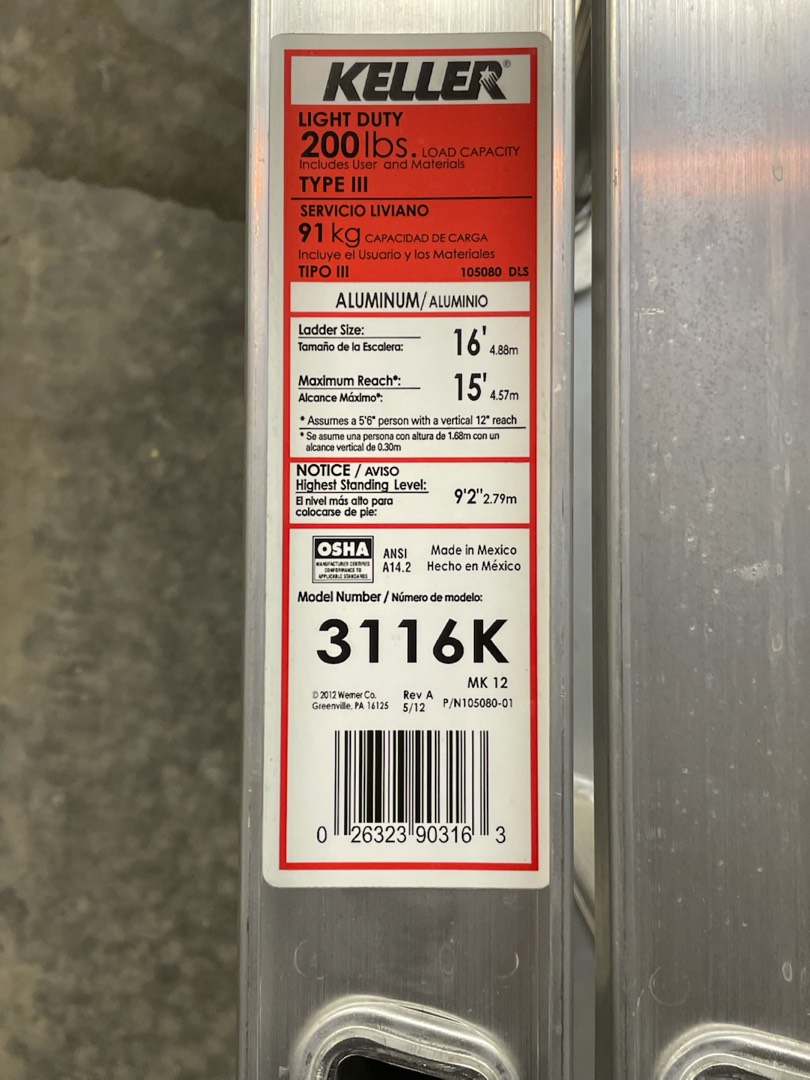 KELLER®
LIGHT DUTY
200 lbs. LOAD CAPACITY
Includes User and Materials
TYPE III
SERVICIO LIVIANO
91 kg CAPACIDAD DE CARGA
Incluye el Usuario y los Materiales
TIPO III 105080 DLS
ALUMINUM/ALUMINIO
Ladder Size:
Tamaño de la Escalera:
16' 4.88m
Maximum Reach*:
Alcance Máximo*:
15' 4.57m
* Assumes a 5'6" person with a vertical 12" reach
* Se asume una persona con altura de 1.68m con un
alcance vertical de 0.30m
NOTICE / AVISO
Highest Standing Level:
El nivel más alto para
colocarse de pie:
9'2" 2.79m
OSHA
MANUFACTURER CERTIFIES
CONFORMANCE TO
APPLICABLE STANDARDS
ANSI
A14.2
Made in Mexico
Hecho en México
Model Number / Número de modelo:
3116K
MK 12
© 2012 Werner Co.
Greenville, PA 16125
Rev A
5/12
P/N105080-01
0 26323 90316 3